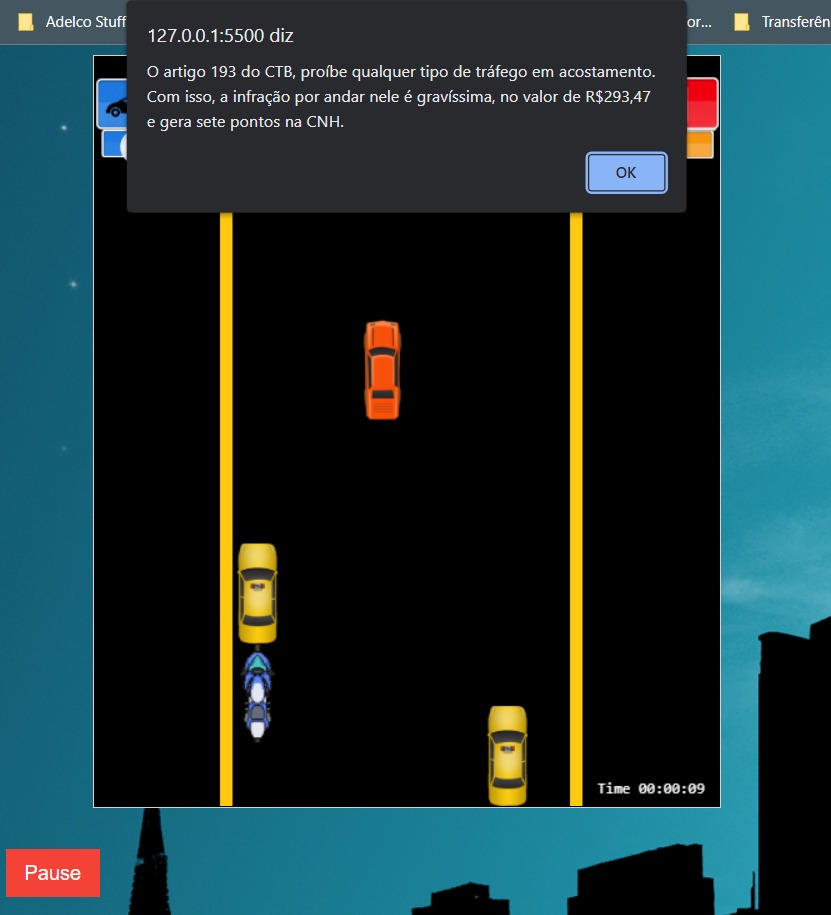 Adelco Stuff
or...
Transferên
127.0.0.1:5500 diz
O artigo 193 do CTB, proíbe qualquer tipo de tráfego em acostamento.
Com isso, a infração por andar nele é gravíssima, no valor de R$293,47
e gera sete pontos na CNH.
OK
Time 00:00:09
Pause